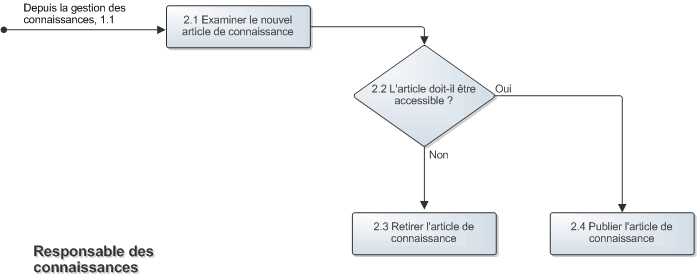 Depuis la gestion des
connaissances, 1.1
2.1 Examiner le nouvel
article de connaissance
2.2 L'article doit-il être
accessible ?
Oui
Non
2.3 Retirer l'article de
connaissance
2.4 Publier l'article de
connaissance
Responsable des
connaissances